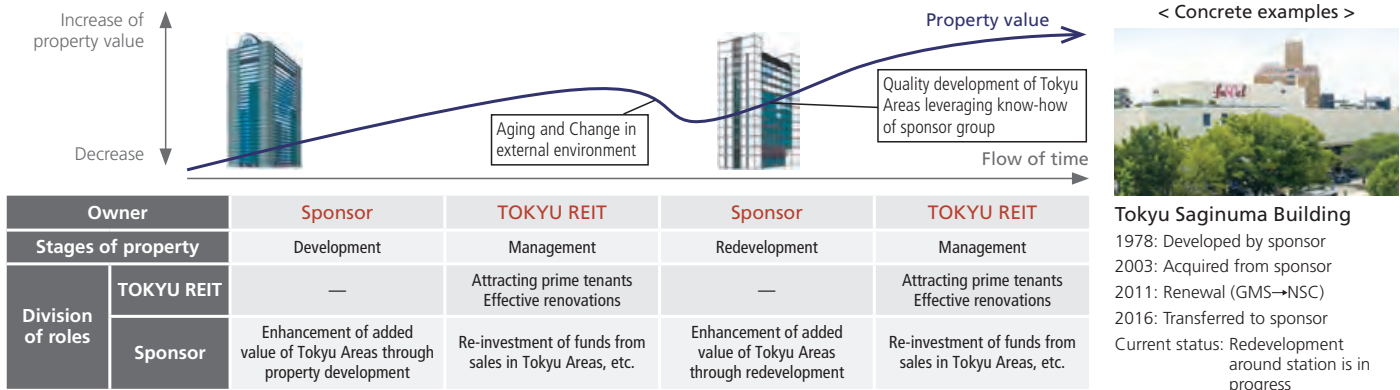 Increase of
property value
Decrease
Property value
Aging and Change in
external environment
Quality development of Tokyu
Areas leveraging know-how
of sponsor group
Flow of time
Owner
Sponsor
TOKYU REIT
Sponsor
TOKYU REIT
Stages of property
Development
Management
Redevelopment
Management
Division
of roles
TOKYU REIT
—
Attracting prime tenants
Effective renovations
—
Attracting prime tenants
Effective renovations
Sponsor
Enhancement of added
value of Tokyu Areas through
property development
Re-investment of funds from
sales in Tokyu Areas, etc.
Enhancement of added
value of Tokyu Areas
through redevelopment
Re-investment of funds from
sales in Tokyu Areas, etc.
< Concrete examples >
Tokyu Saginuma Building
1978: Developed by sponsor
2003: Acquired from sponsor
2011: Renewal (GMS→NSC)
2016: Transferred to sponsor
Current status: Redevelopment
around station is in
progress